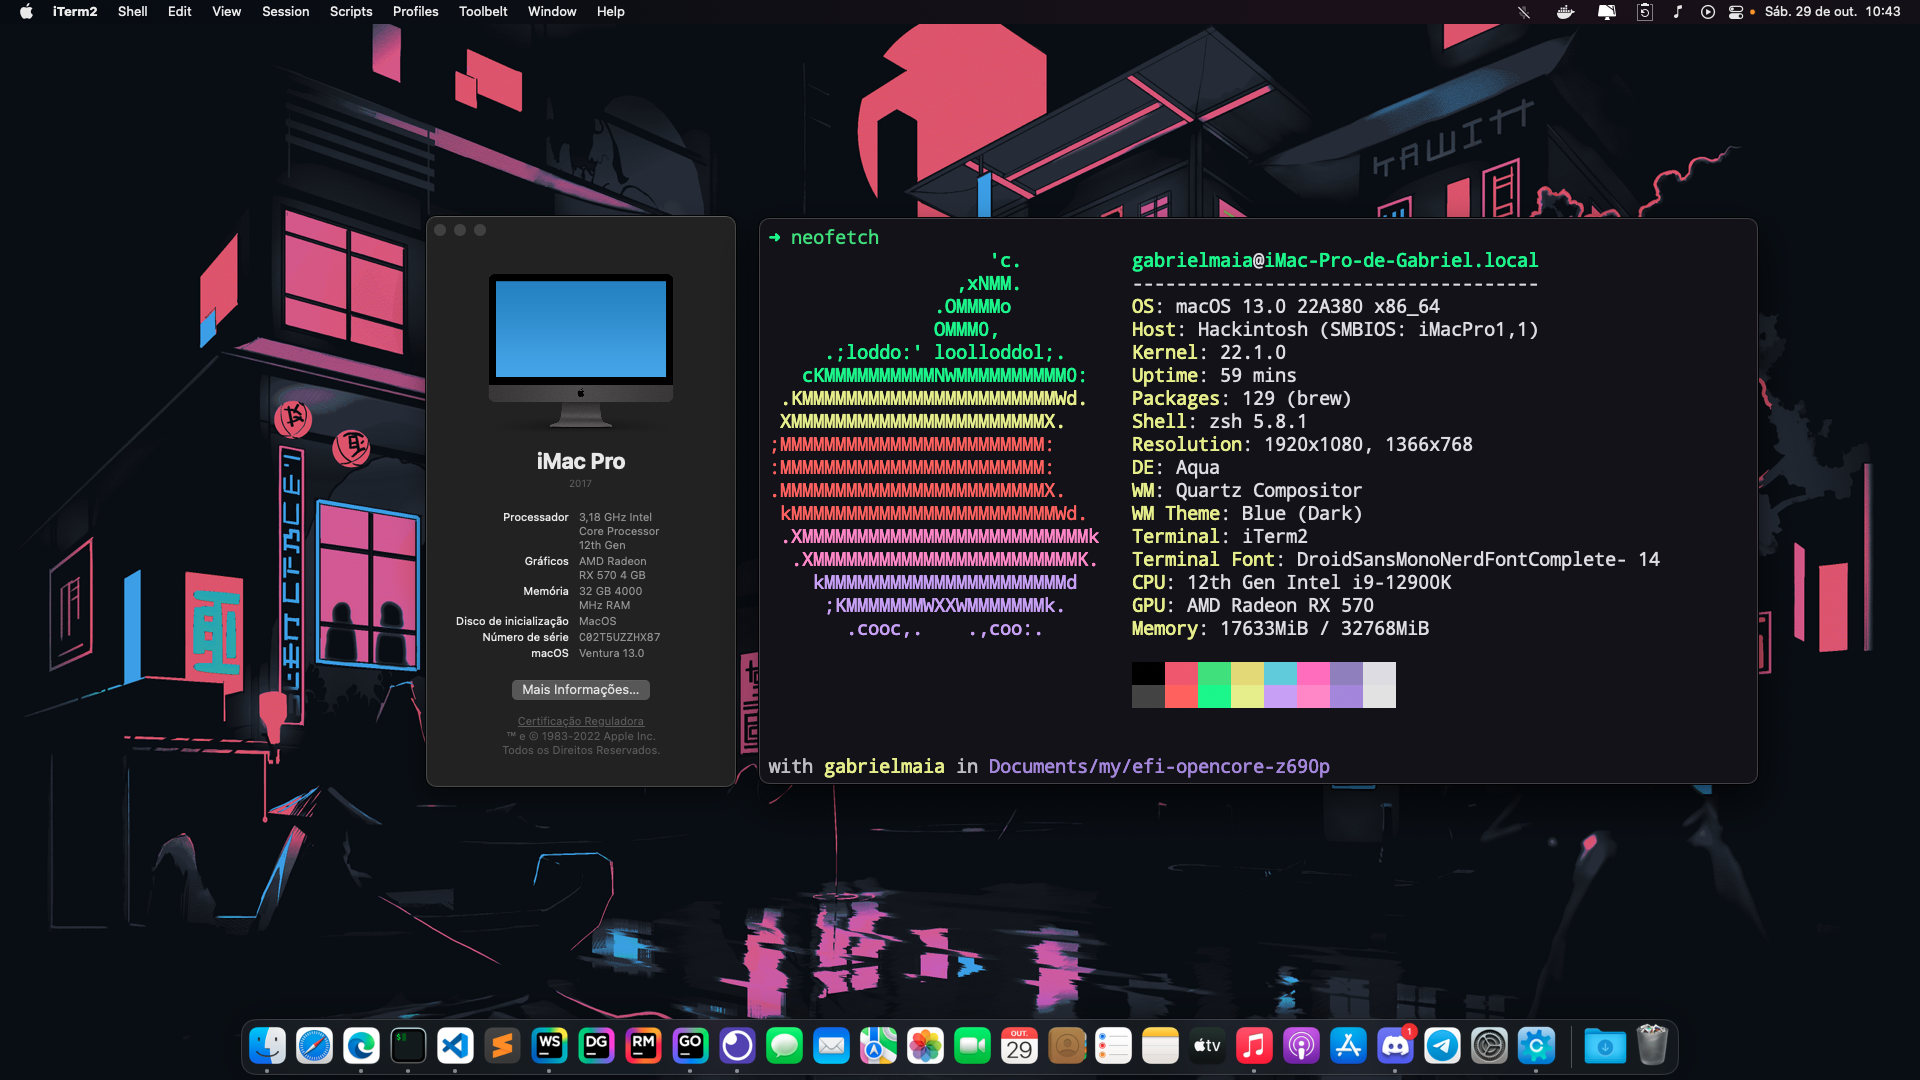 iTerm2 Shell Edit View Session Scripts Profiles Toolbelt Window Help Sáb. 29 de out. 10:43
KAWITT
iMac Pro
2017
Processador 3,18 GHz Intel
Core Processor
12th Gen
Gráficos AMD Radeon
RX 570 4 GB
Memória 32 GB 4000
MHz RAM
Disco de inicialização MacOS
Número de série C02T5UZZHX87
macOS Ventura 13.0
Mais Informações...
Certificação Reguladora
™ e © 1983-2022 Apple Inc.
Todos os Direitos Reservados.
➜ neofetch
'c.
,xNMM.
.OMMMMo
OMMM0,
.;loddo:' loolloddol;.
cKMMMMMMMMMMNWMMMMMMMMMM0:
.KMMMMMMMMMMMMMMMMMMMMMMMWd.
XMMMMMMMMMMMMMMMMMMMMMMMX.
;MMMMMMMMMMMMMMMMMMMMMMMM:
:MMMMMMMMMMMMMMMMMMMMMMMM:
.MMMMMMMMMMMMMMMMMMMMMMMMX.
kMMMMMMMMMMMMMMMMMMMMMMMMWd.
.XMMMMMMMMMMMMMMMMMMMMMMMMMMk
.XMMMMMMMMMMMMMMMMMMMMMMMMK.
kMMMMMMMMMMMMMMMMMMMMMMd
;KMMMMMMMWXXWMMMMMMMk.
.cooc,. .,coo:.
gabrielmaia@iMac-Pro-de-Gabriel.local
-------------------------------------
OS: macOS 13.0 22A380 x86_64
Host: Hackintosh (SMBIOS: iMacPro1,1)
Kernel: 22.1.0
Uptime: 59 mins
Packages: 129 (brew)
Shell: zsh 5.8.1
Resolution: 1920x1080, 1366x768
DE: Aqua
WM: Quartz Compositor
WM Theme: Blue (Dark)
Terminal: iTerm2
Terminal Font: DroidSansMonoNerdFontComplete- 14
CPU: 12th Gen Intel i9-12900K
GPU: AMD Radeon RX 570
Memory: 17633MiB / 32768MiB
with gabrielmaia in Documents/my/efi-opencore-z690p
$
WS DG RM GO OUT. 29 tv 1